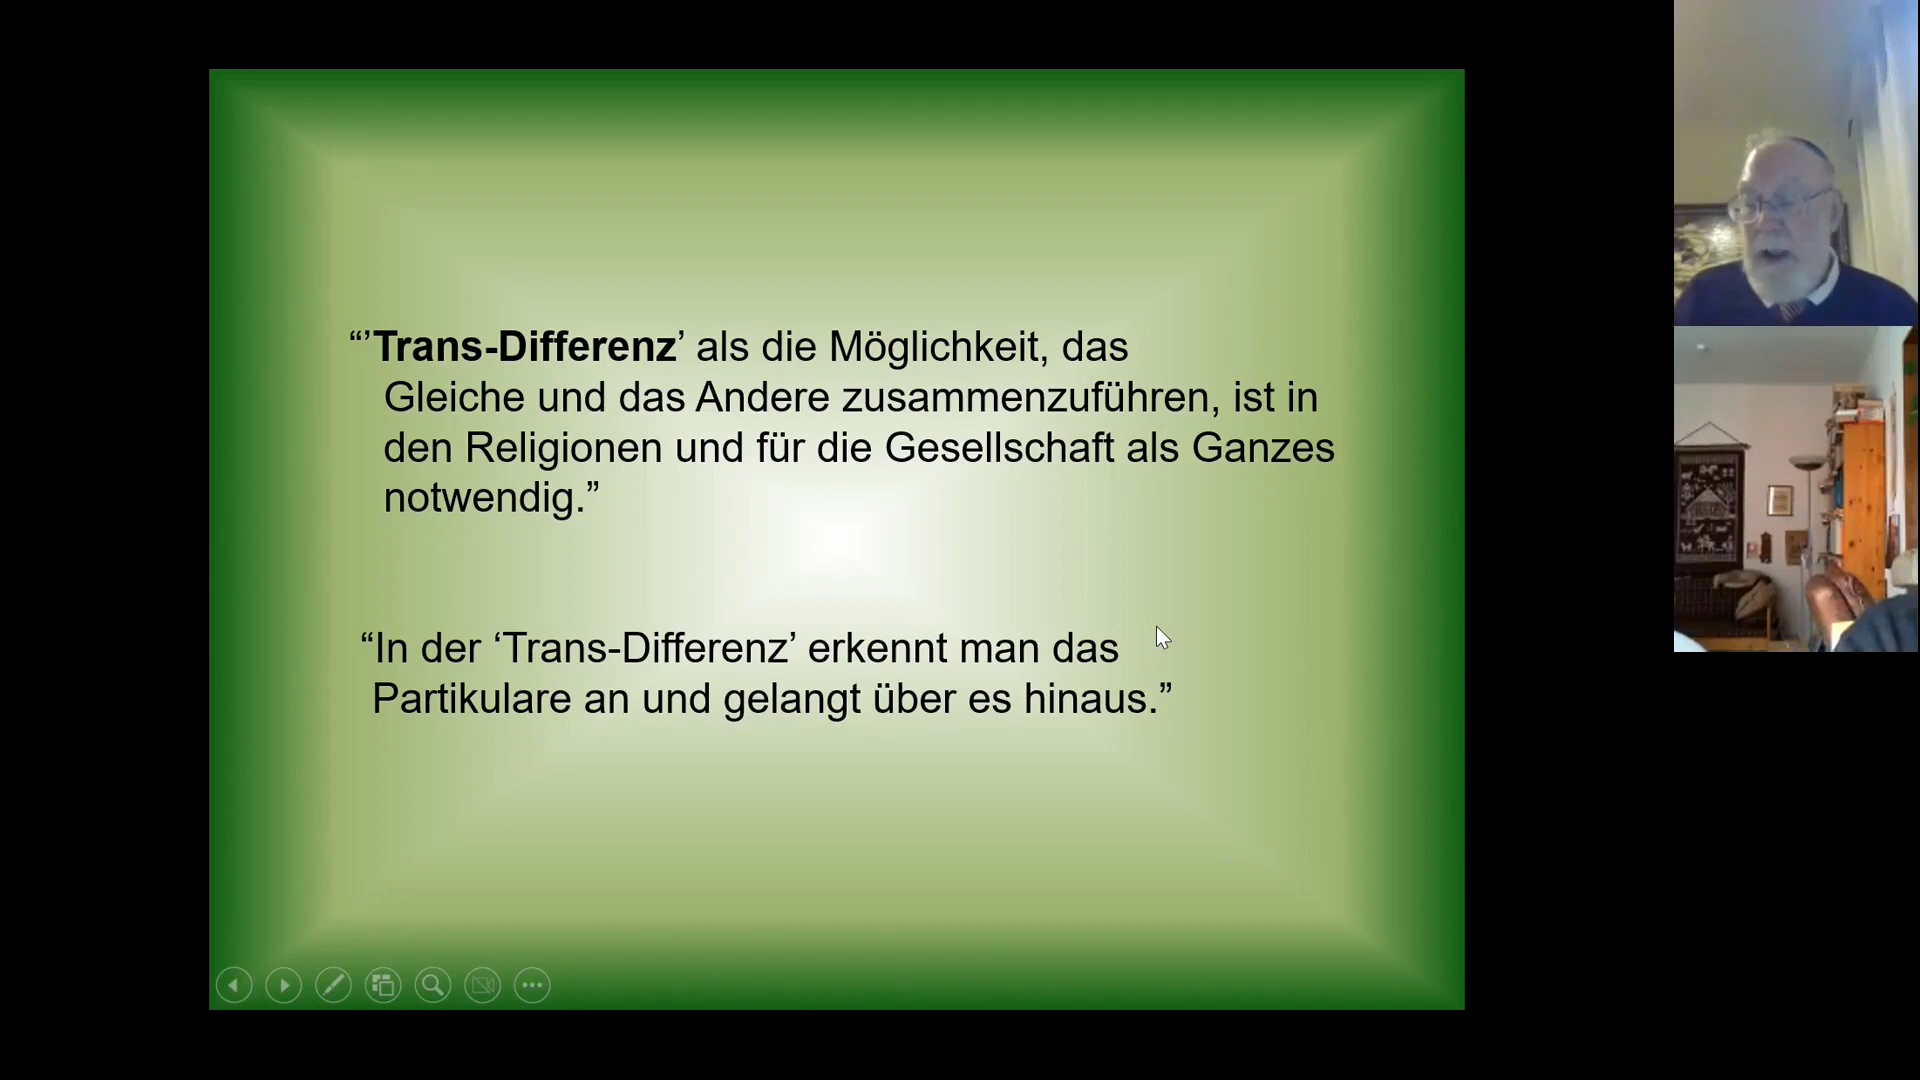 “’Trans-Differenz’ als die Möglichkeit, das
Gleiche und das Andere zusammenzuführen, ist in
den Religionen und für die Gesellschaft als Ganzes
notwendig.”
“In der ‘Trans-Differenz’ erkennt man das
Partikulare an und gelangt über es hinaus.”